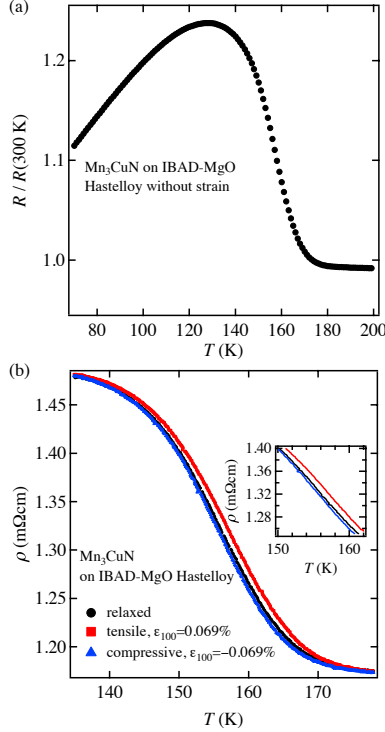 (a)
1.2
1.1
1.0
R / R(300 K)
Mn₃CuN on IBAD-MgO
Hastelloy without strain
80 100 120 140 160 180 200
T (K)
(b)
1.45
1.40
1.35
1.30
1.25
1.20
ρ (mΩcm)
1.40
1.36
1.32
1.28
ρ (mΩcm)
150 160
T (K)
Mn₃CuN
on IBAD-MgO Hastelloy
relaxed
tensile, ε₁₀₀=0.069%
compressive, ε₁₀₀=−0.069%
140 150 160 170
T (K)